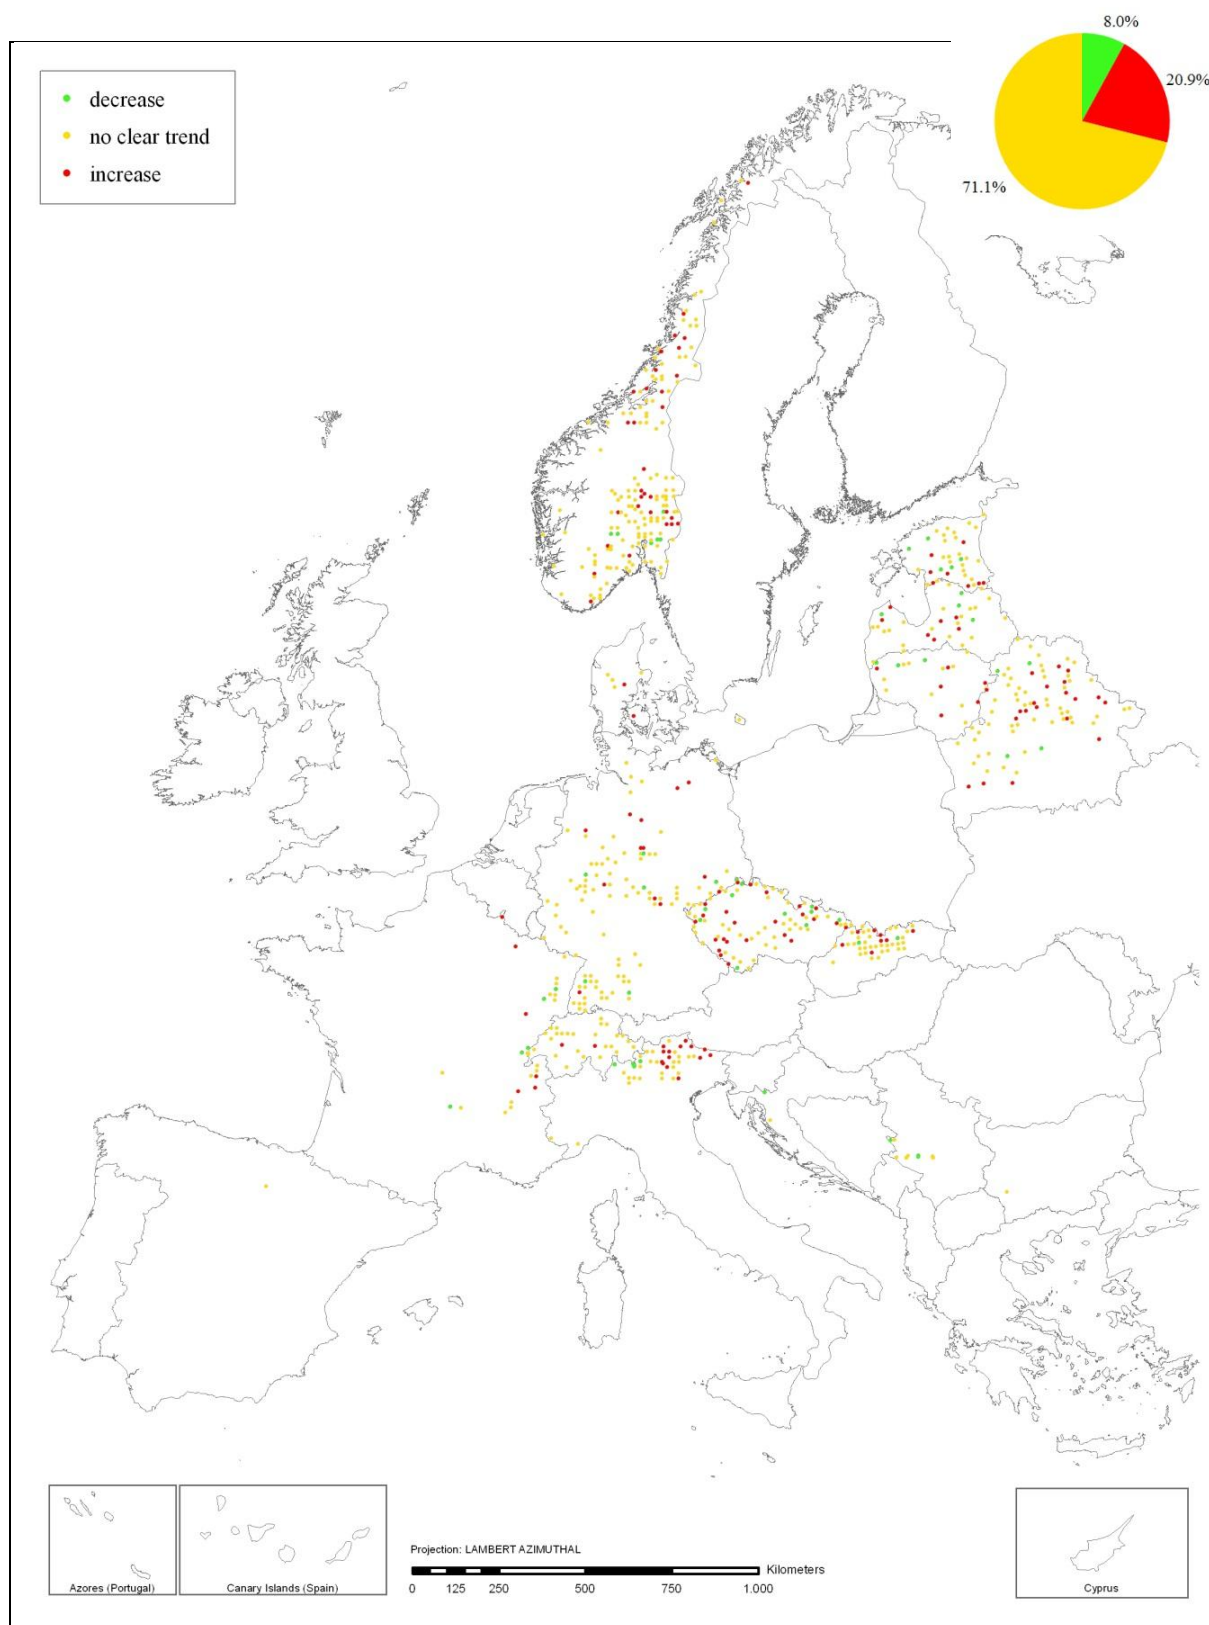 8.0%
20.9%
71.1%
decrease
no clear trend
increase
Azores (Portugal)
Canary Islands (Spain)
Projection: LAMBERT AZIMUTHAL
Kilometers
0 125 250 500 750 1.000
Cyprus